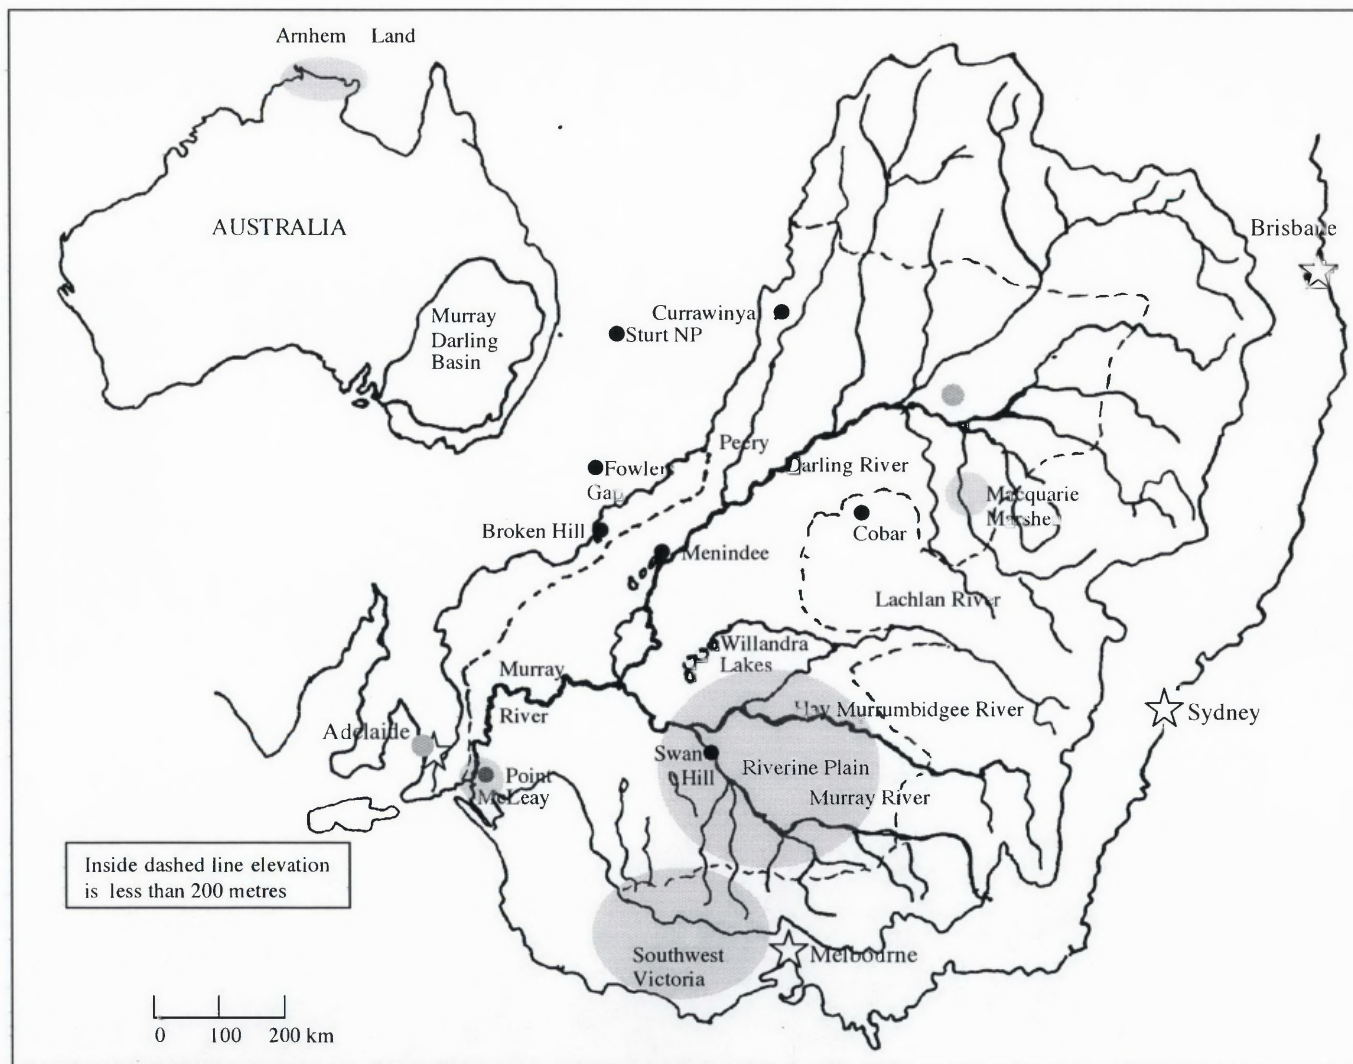 Arnhem Land
AUSTRALIA
Murray
Darling
Basin
Brisbane
Currawinya
Sturt NP
Peery
Fowlers
Gap
Darling River
Macquarie
Marshes
Broken Hill
Menindee
Cobar
Lachlan River
Willandra
Lakes
Murray
River
Hay Murrumbidgee River
Sydney
Adelaide
Swan
Hill
Riverine Plain
Point
McLeay
Murray River
Inside dashed line elevation
is less than 200 metres
Southwest
Victoria
Melbourne
0 100 200 km